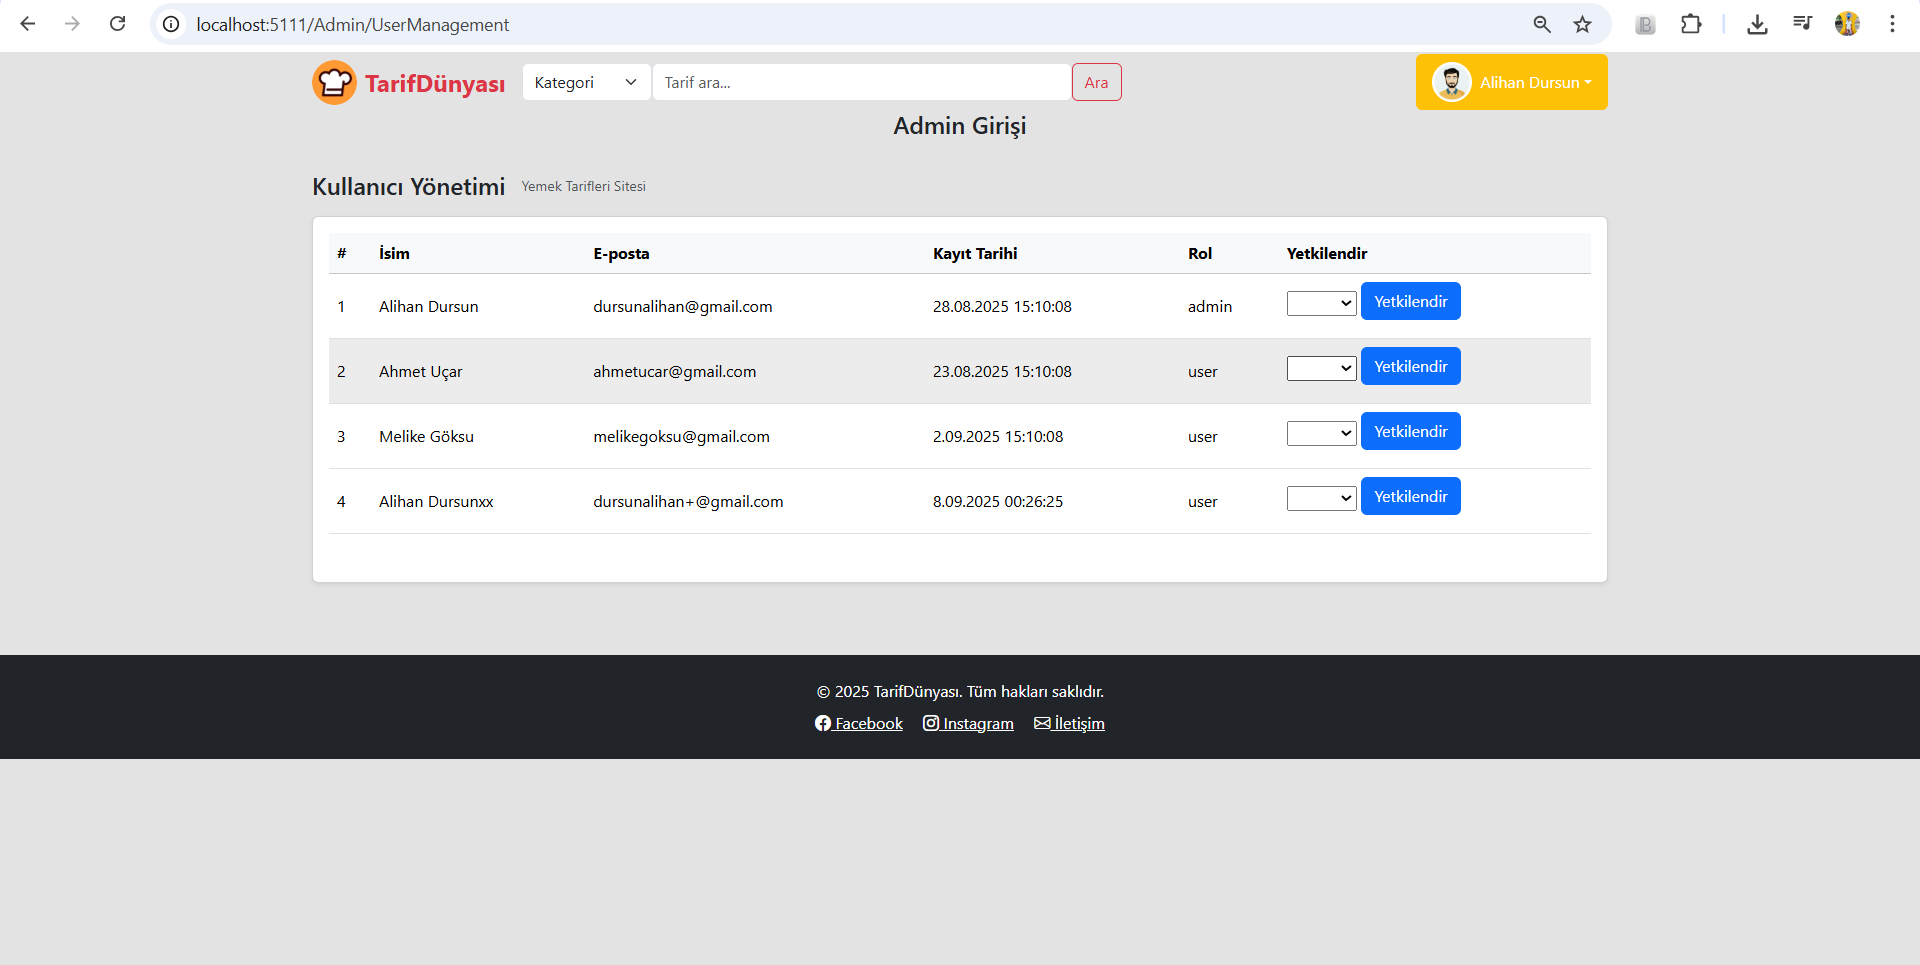 localhost:5111/Admin/UserManagement
TarifDünyası Kategori Tarif ara... Ara Alihan Dursun
Admin Girişi
Kullanıcı Yönetimi Yemek Tarifleri Sitesi
# İsim E-posta Kayıt Tarihi Rol Yetkilendir
1 Alihan Dursun dursunalihan@gmail.com 28.08.2025 15:10:08 admin Yetkilendir
2 Ahmet Uçar ahmetucar@gmail.com 23.08.2025 15:10:08 user Yetkilendir
3 Melike Göksu melikegoksu@gmail.com 2.09.2025 15:10:08 user Yetkilendir
4 Alihan Dursunxx dursunalihan+@gmail.com 8.09.2025 00:26:25 user Yetkilendir
© 2025 TarifDünyası. Tüm hakları saklıdır.
Facebook Instagram İletişim